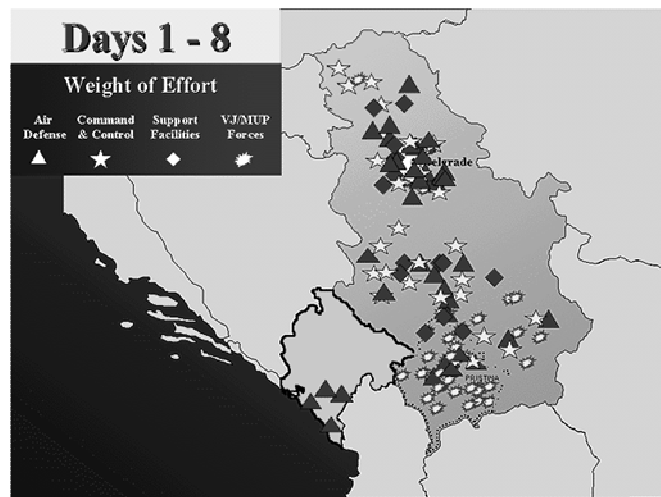 Days 1 - 8
Weight of Effort
Air Command Support VJ/MUP
Defense & Control Facilities Forces
Belgrade